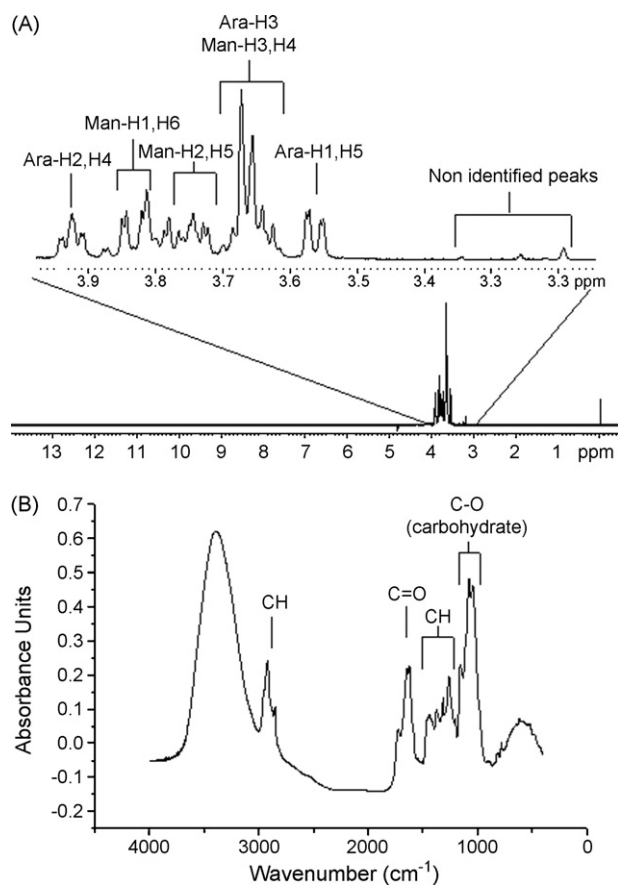 (A)
Ara-H3
Man-H3,H4
Man-H1,H6
Ara-H2,H4
Man-H2,H5
Ara-H1,H5
Non identified peaks
3.9 3.8 3.7 3.6 3.5 3.4 3.3 3.3 ppm
13 12 11 10 9 8 7 6 5 4 3 2 1 ppm
(B)
0.7
0.6
0.5
0.4
0.3
0.2
0.1
0.0
-0.1
-0.2
Absorbance Units
C-O
(carbohydrate)
C=O
CH
CH
4000 3000 2000 1000 0
Wavenumber (cm⁻¹)